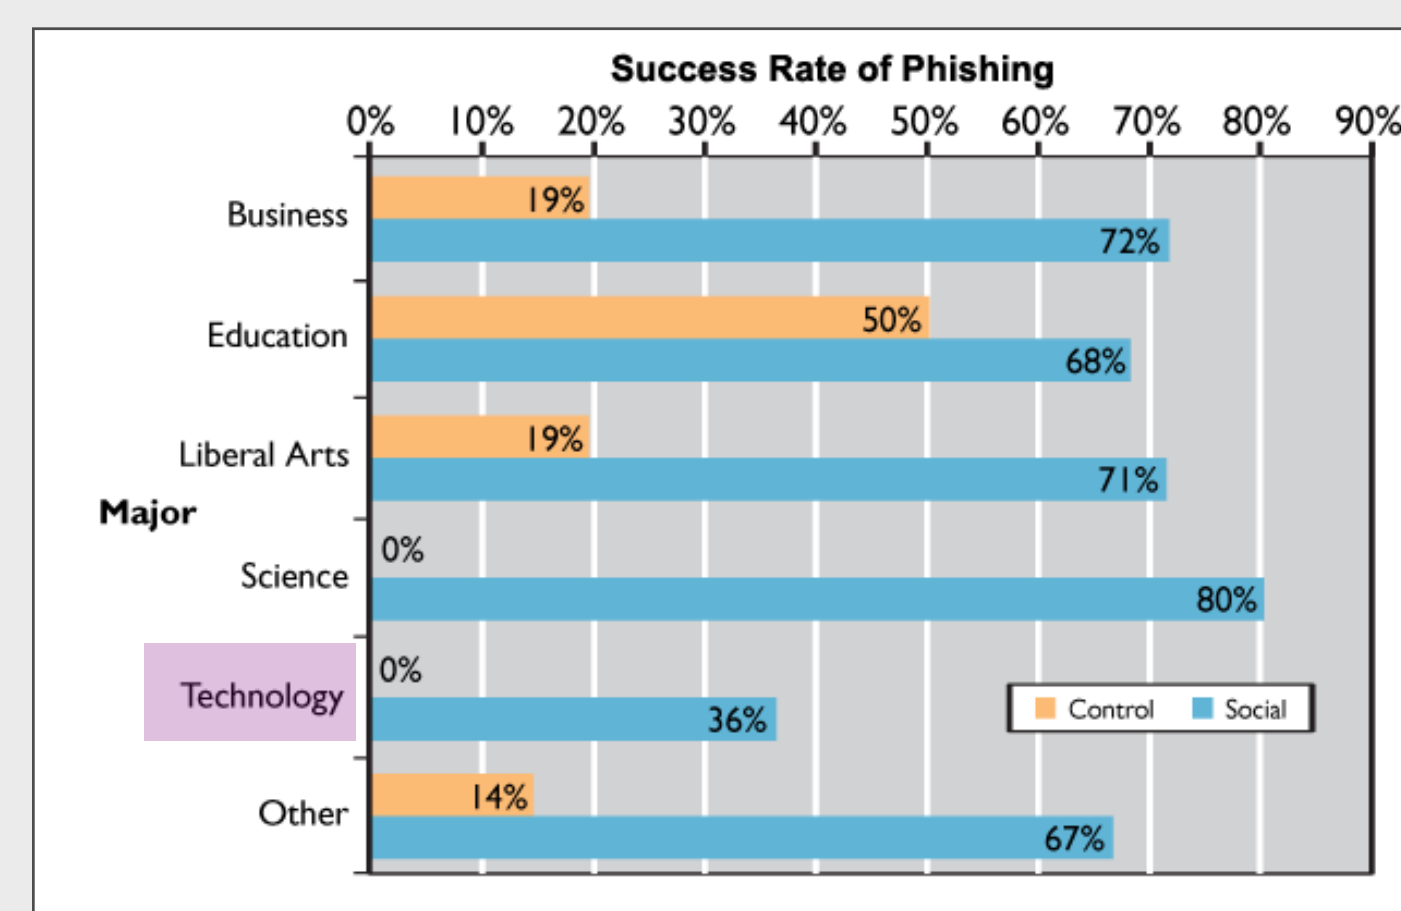 Success Rate of Phishing
0% 10% 20% 30% 40% 50% 60% 70% 80% 90%
Business
19%
72%
Education
50%
68%
Liberal Arts
19%
71%
Major
Science
0%
80%
Technology
0%
36%
Control Social
Other
14%
67%